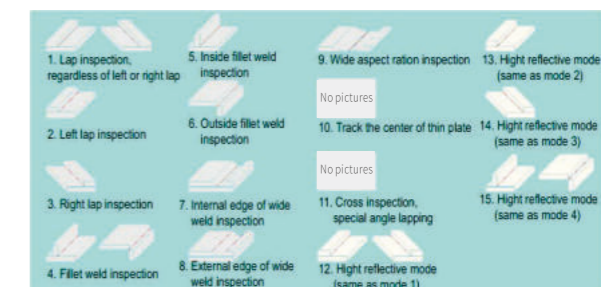 1. Lap inspection,
regardless of left or right lap
2. Left lap inspection
3. Right lap inspection
4. Fillet weld inspection
5. Inside fillet weld
inspection
6. Outside fillet weld
inspection
7. Internal edge of wide
weld inspection
8. External edge of wide
weld inspection
9. Wide aspect ration inspection
No pictures
10. Track the center of thin plate
No pictures
11. Cross inspection,
special angle lapping
12. Hight reflective mode
(same as mode 1)
13. Hight reflective mode
(same as mode 2)
14. Hight reflective mode
(same as mode 3)
15. Hight reflective mode
(same as mode 4)